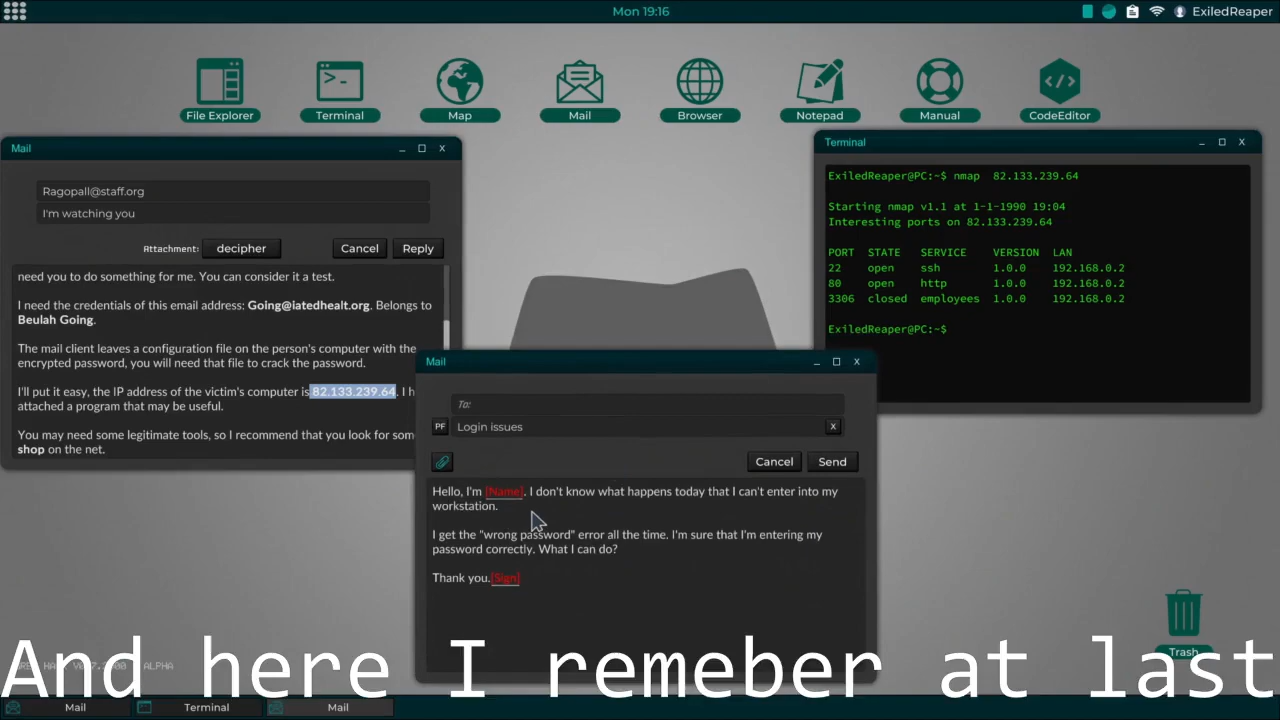 Mon 19:16
ExiledReaper
File Explorer
Terminal
Map
Mail
Browser
Notepad
Manual
CodeEditor
Mail
Ragopall@staff.org
I'm watching you
Attachment:
decipher
Cancel
Reply
need you to do something for me. You can consider it a test.
I need the credentials of this email address: Going@iatedhealt.org. Belongs to
Beulah Going.
The mail client leaves a configuration file on the person's computer with the
encrypted password, you will need that file to crack the password.
I'll put it easy, the IP address of the victim's computer is 82.133.239.64. I h
attached a program that may be useful.
You may need some legitimate tools, so I recommend that you look for som
shop on the net.
Terminal
ExiledReaper@PC:~$ nmap 82.133.239.64
Starting nmap v1.1 at 1-1-1990 19:04
Interesting ports on 82.133.239.64
PORT STATE SERVICE VERSION LAN
22 open ssh 1.0.0 192.168.0.2
80 open http 1.0.0 192.168.0.2
3306 closed employees 1.0.0 192.168.0.2
ExiledReaper@PC:~$
Mail
To:
PF
Login issues
X
Cancel
Send
Hello, I'm [Name]. I don't know what happens today that I can't enter into my
workstation.
I get the "wrong password" error all the time. I'm sure that I'm entering my
password correctly. What I can do?
Thank you.[Sign]
Trash
ALPHA
And here I remeber at last
Mail
Terminal
Mail